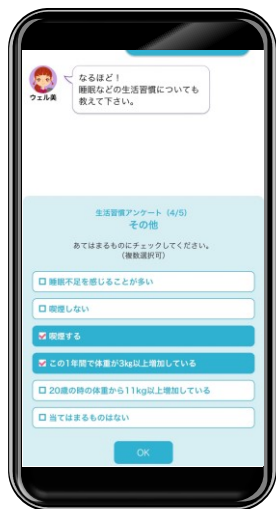 なるほど！
睡眠などの生活習慣についても
教えて下さい。
ウェル美
生活習慣アンケート（4/5）
その他
あてはまるものにチェックしてください。
（複数選択可）
睡眠不足を感じることが多い
喫煙しない
喫煙する
この1年間で体重が3kg以上増加している
20歳の時の体重から11kg以上増加している
当てはまるものはない
OK